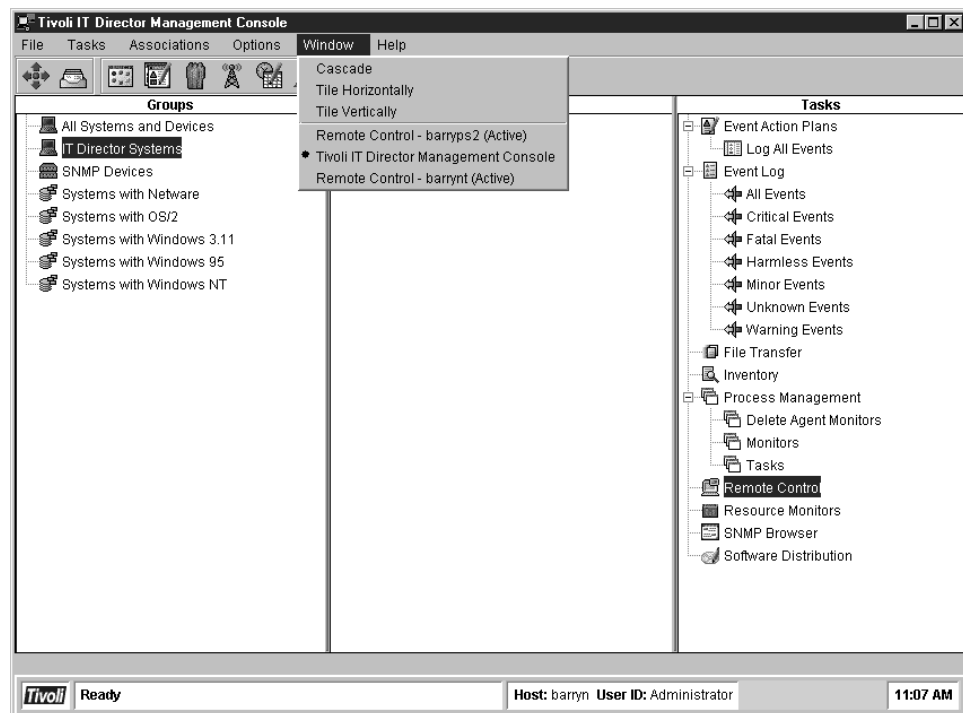 Tivoli IT Director Management Console
File Tasks Associations Options Window Help
Cascade
Tile Horizontally
Tile Vertically
Remote Control - barryps2 (Active)
Tivoli IT Director Management Console
Remote Control - barrynt (Active)
Groups
All Systems and Devices
IT Director Systems
SNMP Devices
Systems with Netware
Systems with OS/2
Systems with Windows 3.11
Systems with Windows 95
Systems with Windows NT
Tasks
Event Action Plans
Log All Events
Event Log
All Events
Critical Events
Fatal Events
Harmless Events
Minor Events
Unknown Events
Warning Events
File Transfer
Inventory
Process Management
Delete Agent Monitors
Monitors
Tasks
Remote Control
Resource Monitors
SNMP Browser
Software Distribution
Tivoli Ready Host: barryn User ID: Administrator 11:07 AM